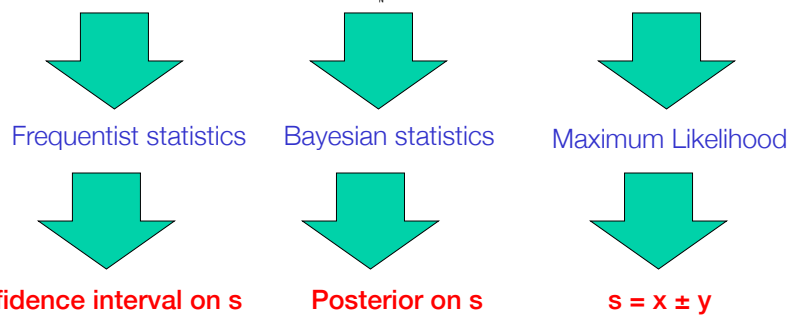 N
Frequentist statistics Bayesian statistics Maximum Likelihood
fidence interval on s Posterior on s s = x ± y